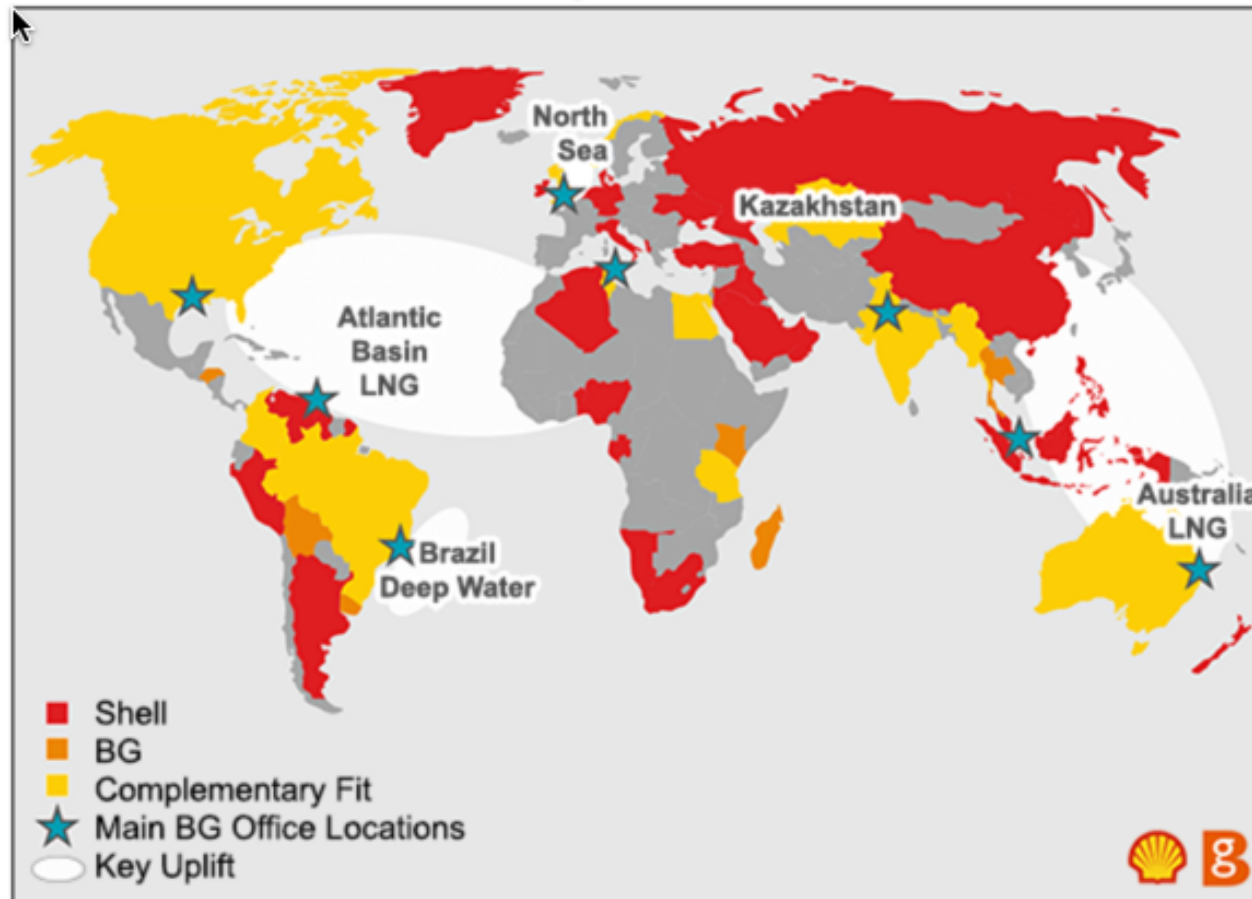 North
Sea
Kazakhstan
Atlantic
Basin
LNG
Australia
LNG
Brazil
Deep Water
Shell
BG
Complementary Fit
Main BG Office Locations
Key Uplift
B
g